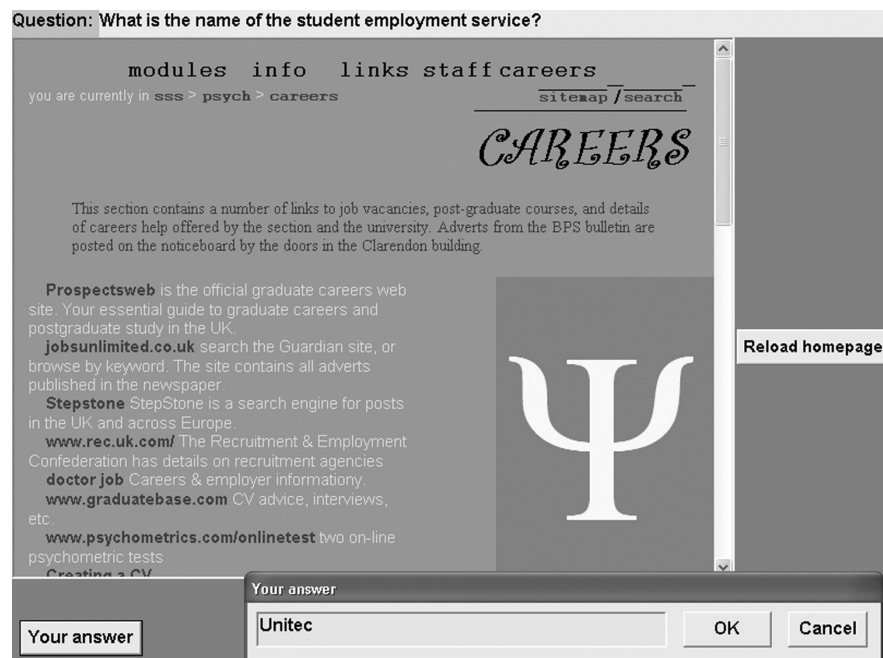 Question: What is the name of the student employment service?
modules info links staff careers
you are currently in sss > psych > careers
sitemap / search
CAREERS
This section contains a number of links to job vacancies, post-graduate courses, and details
of careers help offered by the section and the university. Adverts from the BPS bulletin are
posted on the noticeboard by the doors in the Clarendon building.
Prospectsweb is the official graduate careers web
site. Your essential guide to graduate careers and
postgraduate study in the UK.
jobsunlimited.co.uk search the Guardian site, or
browse by keyword. The site contains all adverts
published in the newspaper.
Stepstone StepStone is a search engine for posts
in the UK and across Europe.
www.rec.uk.com/ The Recruitment & Employment
Confederation has details on recruitment agencies
doctor job Careers & employer informationy.
www.graduatebase.com CV advice, interviews,
etc.
www.psychometrics.com/onlinetest two on-line
psychometric tests
Creating a CV
Ψ
Reload homepage
Your answer
Your answer
Unitec
OK Cancel